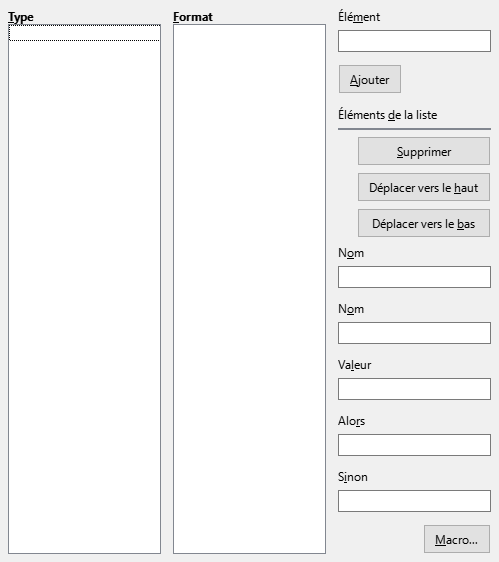 Type
Format
Élément
Ajouter
Éléments de la liste
Supprimer
Déplacer vers le haut
Déplacer vers le bas
Nom
Nom
Valeur
Alors
Sinon
Macro...